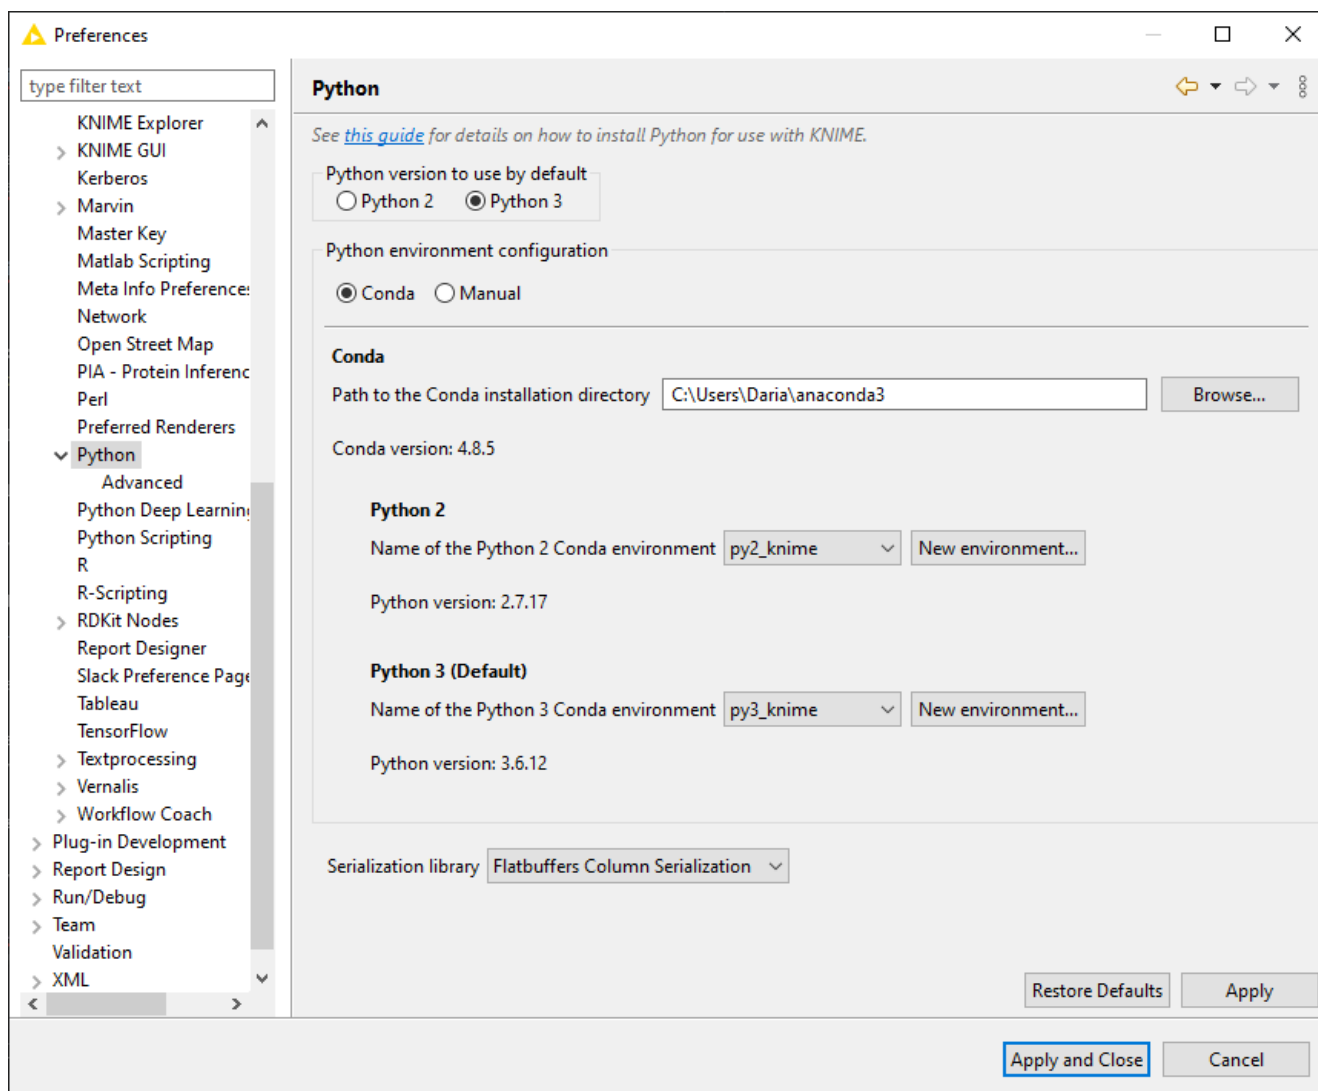 Preferences
type filter text
KNIME Explorer
KNIME GUI
Kerberos
Marvin
Master Key
Matlab Scripting
Meta Info Preference
Network
Open Street Map
PIA - Protein Inferenc
Perl
Preferred Renderers
Python
Advanced
Python Deep Learnin
Python Scripting
R
R-Scripting
RDKit Nodes
Report Designer
Slack Preference Page
Tableau
TensorFlow
Textprocessing
Vernalis
Workflow Coach
Plug-in Development
Report Design
Run/Debug
Team
Validation
XML
Python
See this guide for details on how to install Python for use with KNIME.
Python version to use by default
Python 2 Python 3
Python environment configuration
Conda Manual
Conda
Path to the Conda installation directory C:\Users\Daria\anaconda3 Browse...
Conda version: 4.8.5
Python 2
Name of the Python 2 Conda environment py2_knime New environment...
Python version: 2.7.17
Python 3 (Default)
Name of the Python 3 Conda environment py3_knime New environment...
Python version: 3.6.12
Serialization library Flatbuffers Column Serialization
Restore Defaults Apply
Apply and Close Cancel